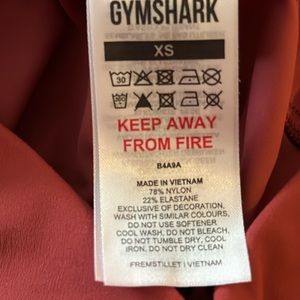 GYMSHARK
XS
30
30
KEEP AWAY
FROM FIRE
B4A9A
MADE IN VIETNAM
78% NYLON
22% ELASTANE
EXCLUSIVE OF DECORATION.
WASH WITH SIMILAR COLOURS,
DO NOT USE SOFTENER
COOL WASH, DO NOT BLEACH,
DO NOT TUMBLE DRY, COOL
IRON. DO NOT DRY CLEAN
FREMSTILLET I VIETNAM